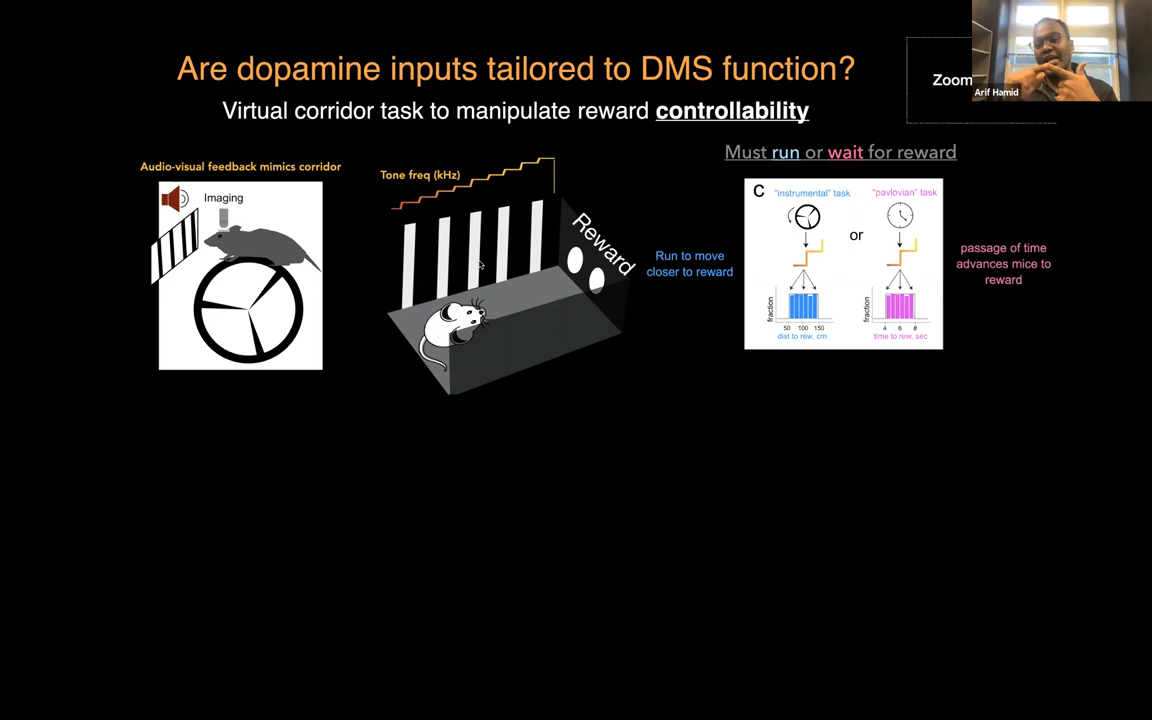 Are dopamine inputs tailored to DMS function?
Virtual corridor task to manipulate reward controllability
Zoom
Arif Hamid
Must run or wait for reward
Audio-visual feedback mimics corridor
Imaging
Tone freq (kHz)
Reward
Run to move
closer to reward
C
"instrumental" task
"pavlovian" task
or
fraction
50 100 150
dist to rew, cm
fraction
4 6 8
time to rew, sec
passage of time
advances mice to
reward